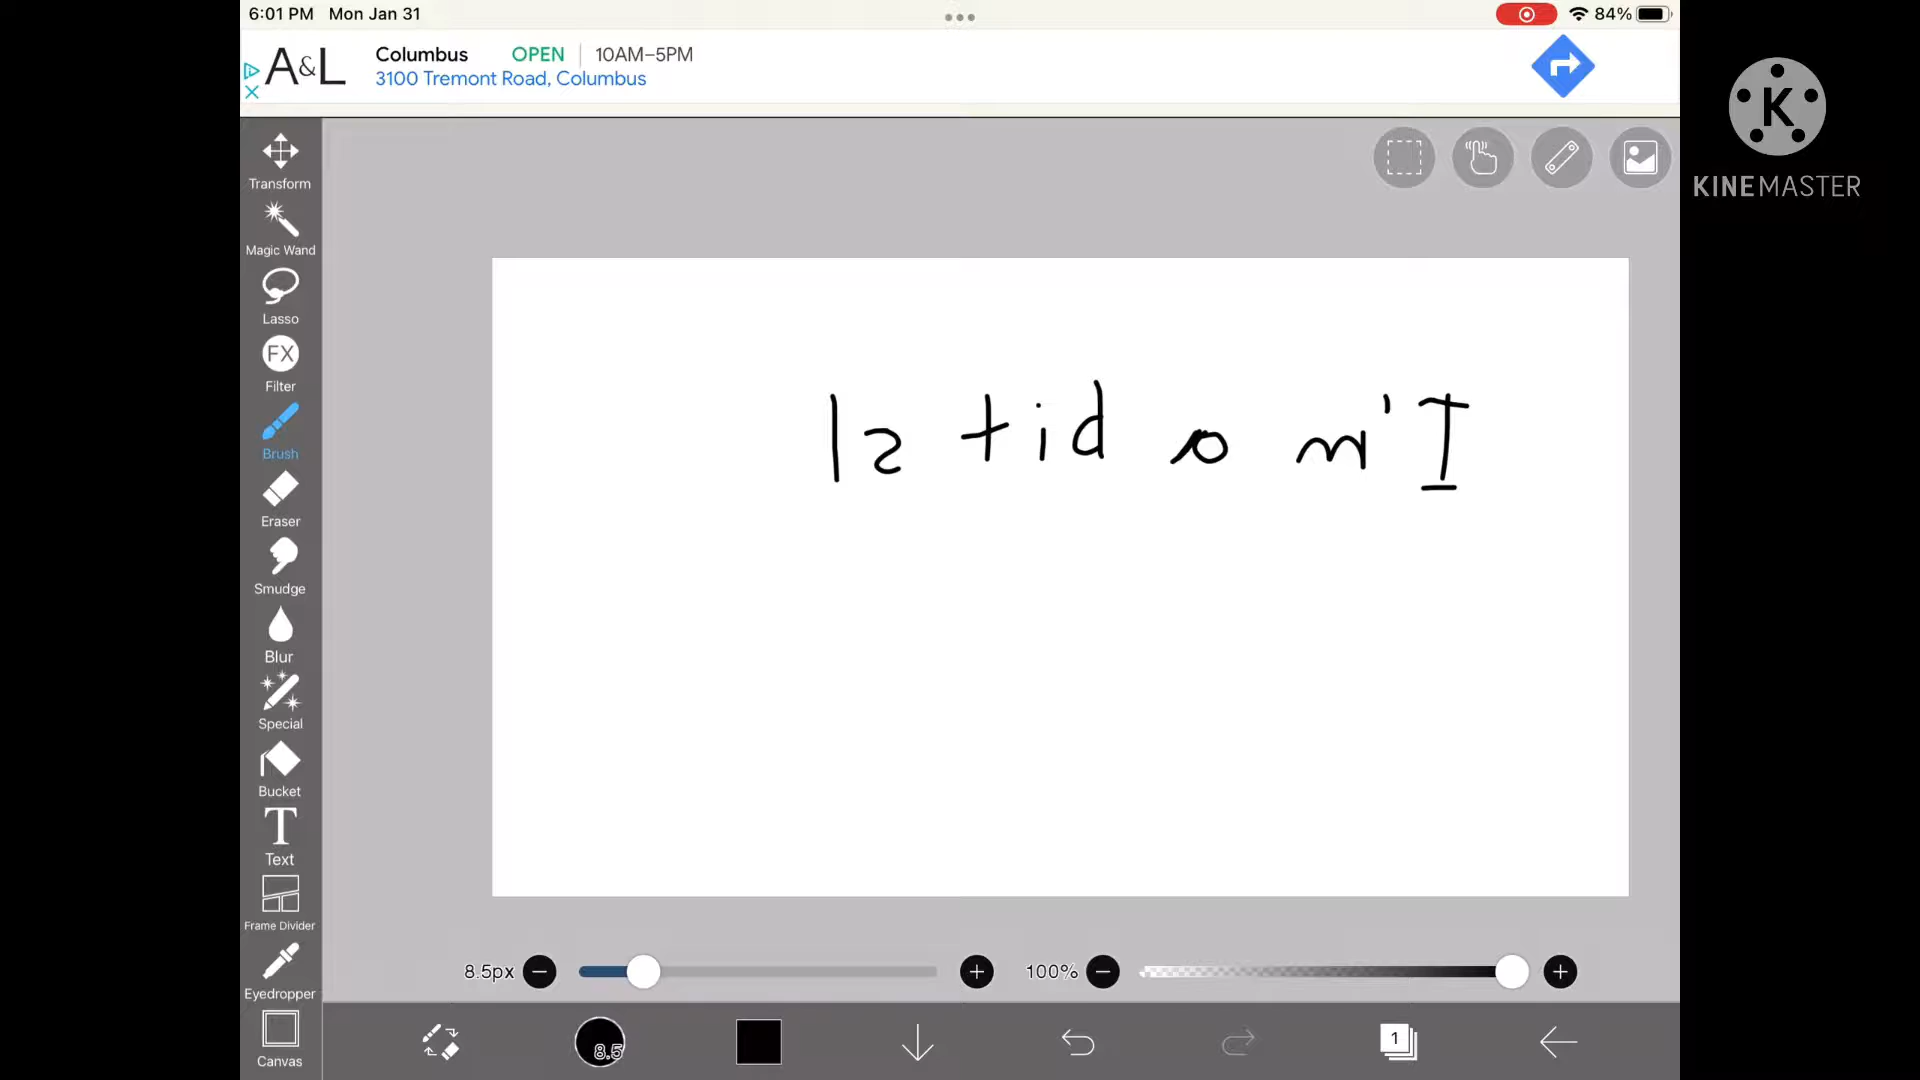 6:01 PM Mon Jan 31
84%
A&L
Columbus OPEN 10AM–5PM
3100 Tremont Road, Columbus
K
KINEMASTER
Transform
Magic Wand
Lasso
FX
Filter
Brush
Eraser
Smudge
Blur
Special
Bucket
T
Text
Frame Divider
Eyedropper
Canvas
I'm a bit sl
8.5px
100%
8.5
1